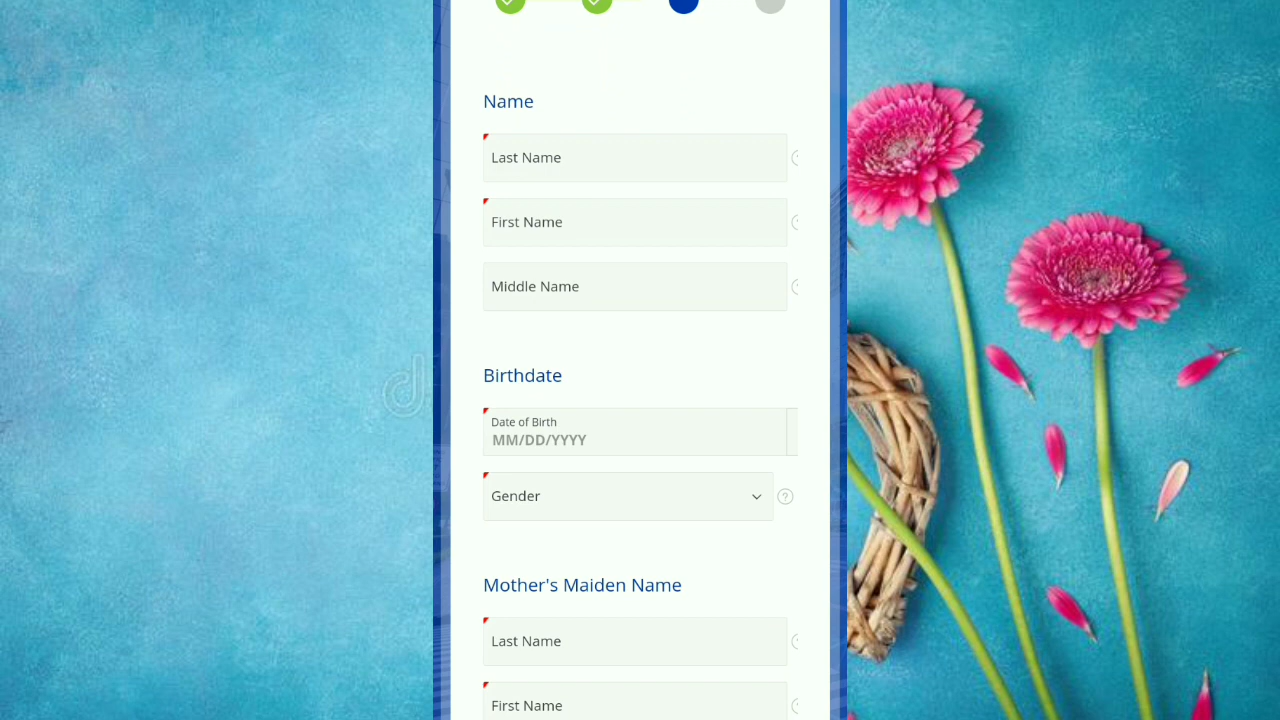 Name
Last Name
First Name
Middle Name
Birthdate
Date of Birth
MM/DD/YYYY
Gender
?
Mother's Maiden Name
Last Name
First Name